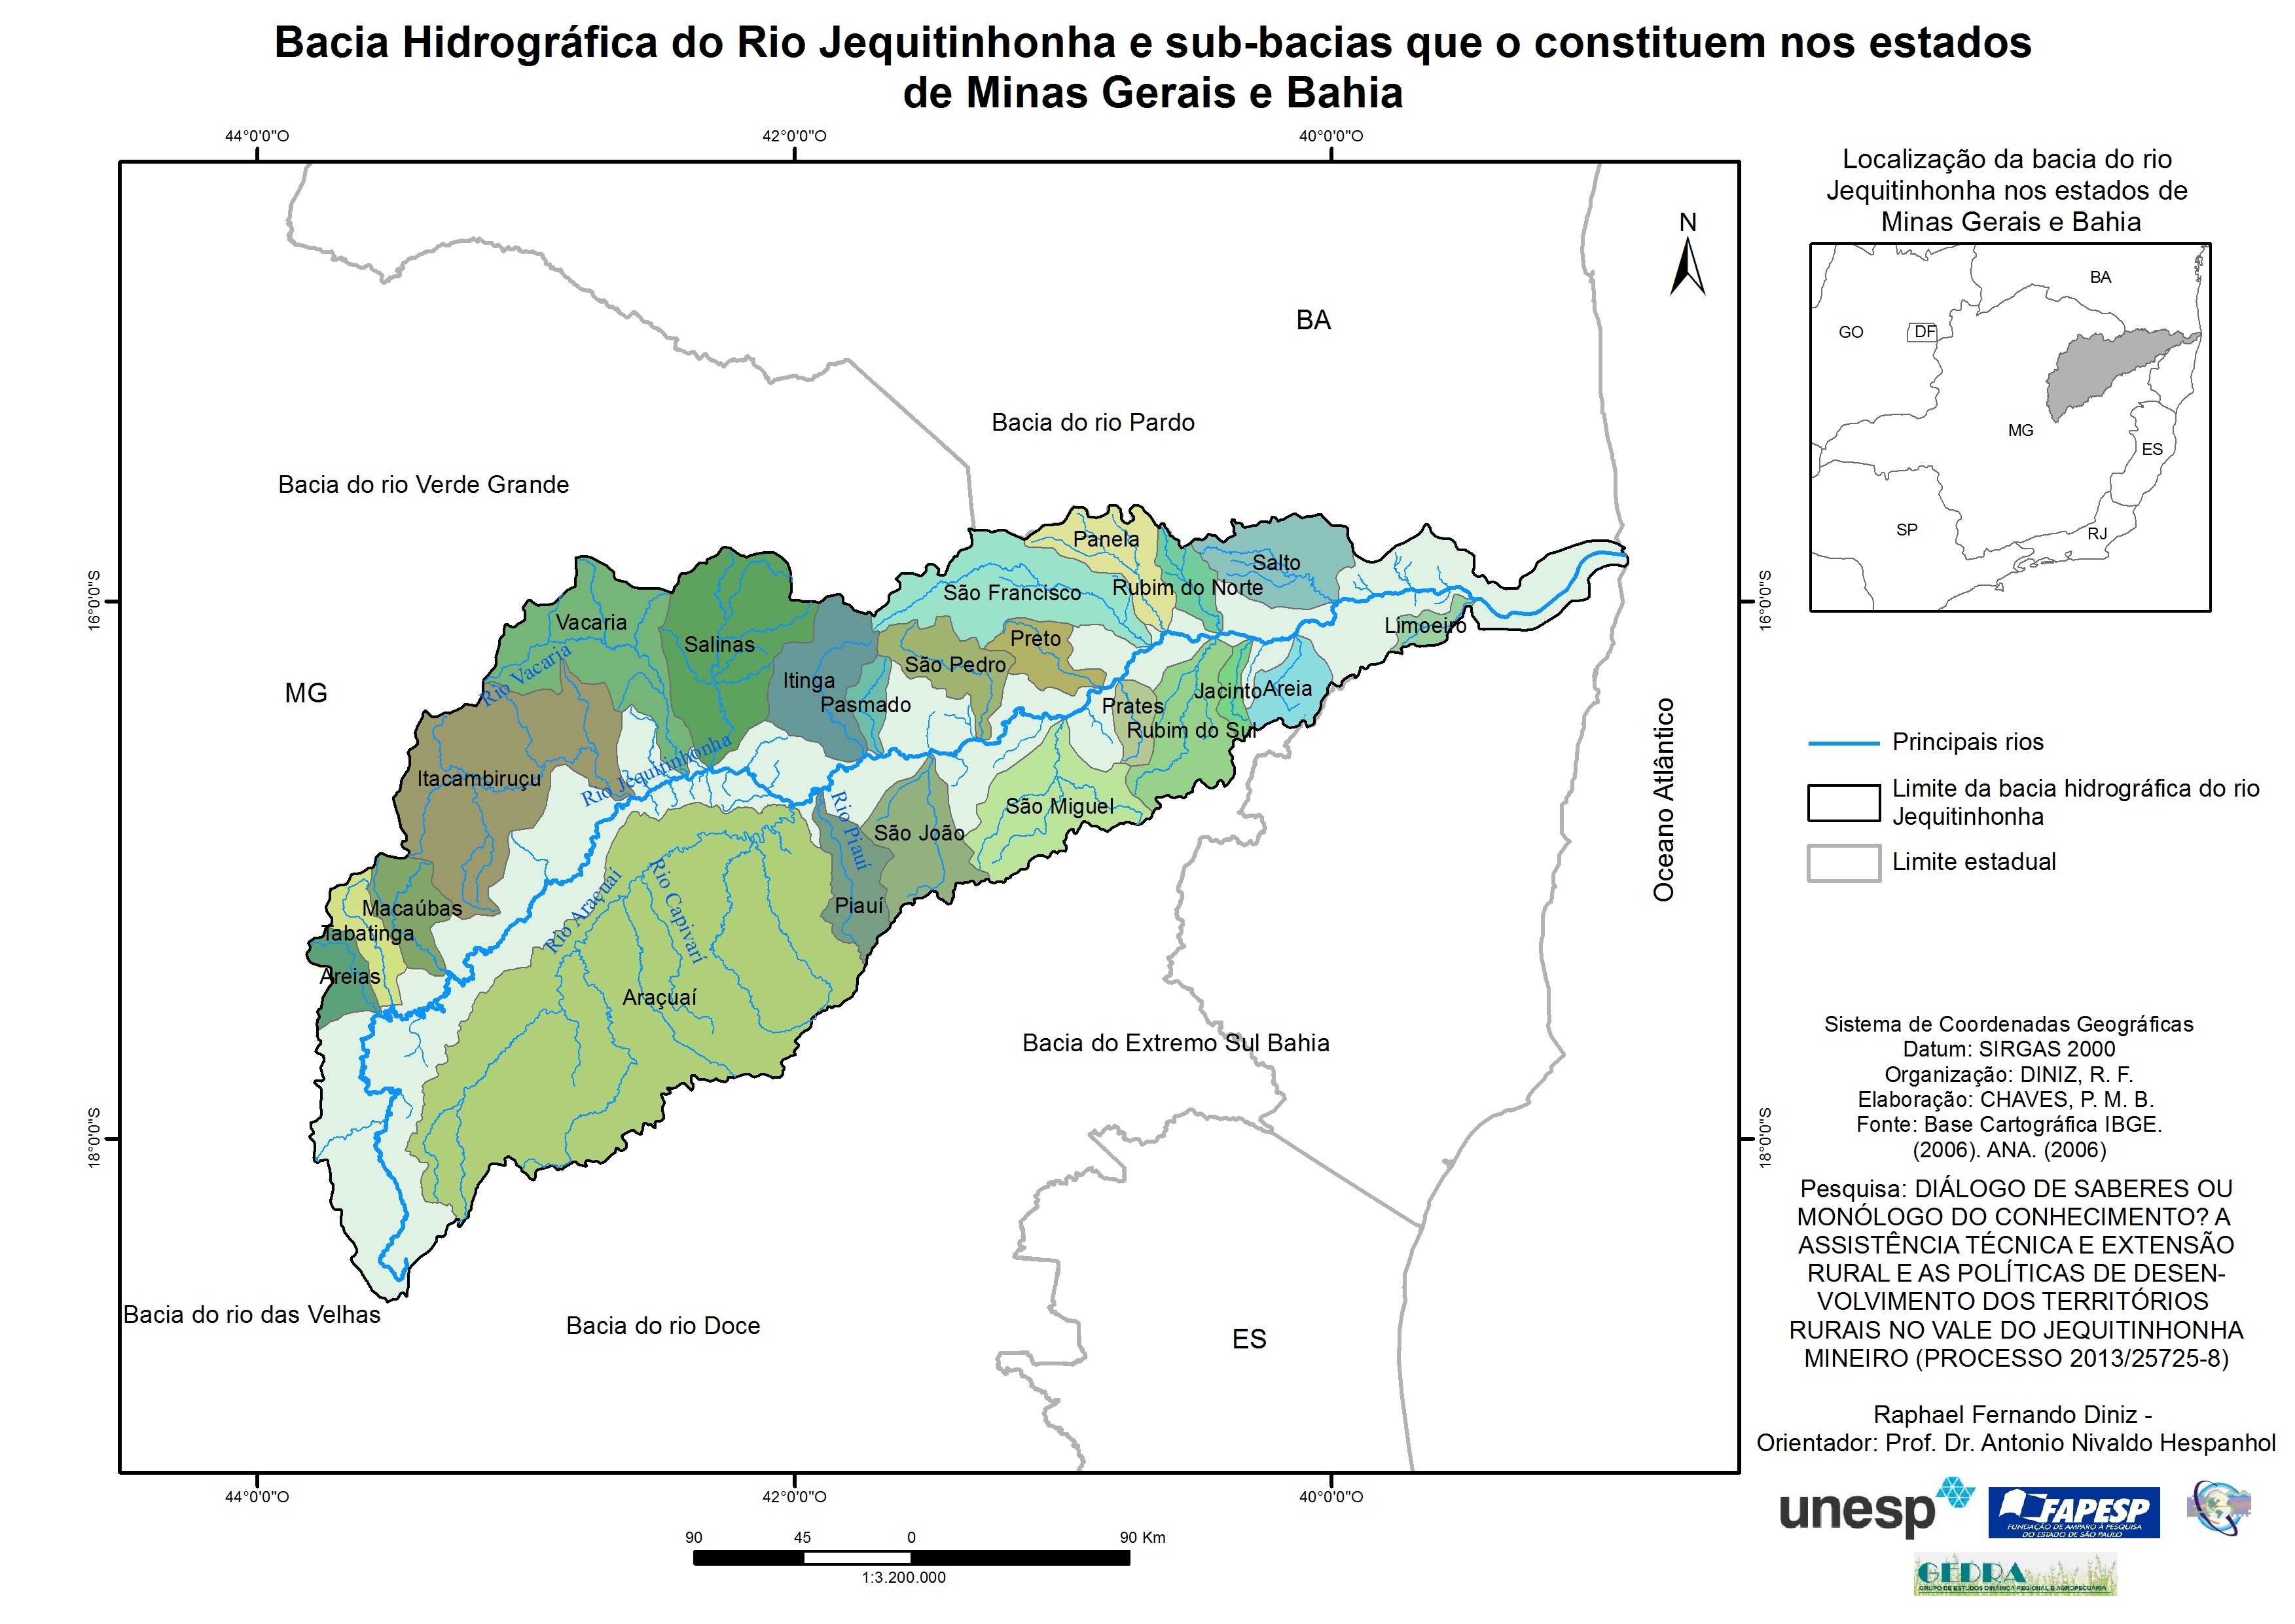 Bacia Hidrográfica do Rio Jequitinhonha e sub-bacias que o constituem nos estados
de Minas Gerais e Bahia
44°0'0"O
42°0'0"O
40°0'0"O
16°0'0"S
18°0'0"S
16°0'0"S
18°0'0"S
N
BA
Bacia do rio Pardo
Bacia do rio Verde Grande
MG
Panela
Salto
Rubim do Norte
São Francisco
Limoeiro
Vacaria
Salinas
Preto
São Pedro
Itinga
Pasmado
Jacinto
Areia
Prates
Rubim do Sul
Rio Vacaria
Rio Jequitinhonha
Itacambiruçu
São Miguel
São João
Rio Piauí
Piauí
Rio Capivarí
Rio Araçuaí
Macaúbas
Tabatinga
Areias
Araçuaí
Oceano Atlântico
Bacia do Extremo Sul Bahia
Bacia do rio das Velhas
Bacia do rio Doce
ES
44°0'0"O
42°0'0"O
40°0'0"O
90 45 0 90 Km
1:3.200.000
Localização da bacia do rio
Jequitinhonha nos estados de
Minas Gerais e Bahia
BA
GO
DF
MG
ES
SP
RJ
Principais rios
Limite da bacia hidrográfica do rio
Jequitinhonha
Limite estadual
Sistema de Coordenadas Geográficas
Datum: SIRGAS 2000
Organização: DINIZ, R. F.
Elaboração: CHAVES, P. M. B.
Fonte: Base Cartográfica IBGE.
(2006). ANA. (2006)
Pesquisa: DIÁLOGO DE SABERES OU
MONÓLOGO DO CONHECIMENTO? A
ASSISTÊNCIA TÉCNICA E EXTENSÃO
RURAL E AS POLÍTICAS DE DESEN-
VOLVIMENTO DOS TERRITÓRIOS
RURAIS NO VALE DO JEQUITINHONHA
MINEIRO (PROCESSO 2013/25725-8)
Raphael Fernando Diniz -
Orientador: Prof. Dr. Antonio Nivaldo Hespanhol
unesp
FAPESP
FUNDAÇÃO DE AMPARO À PESQUISA
DO ESTADO DE SÃO PAULO
GEDRA
GRUPO DE ESTUDOS DINÂMICA REGIONAL E AGROPECUÁRIA